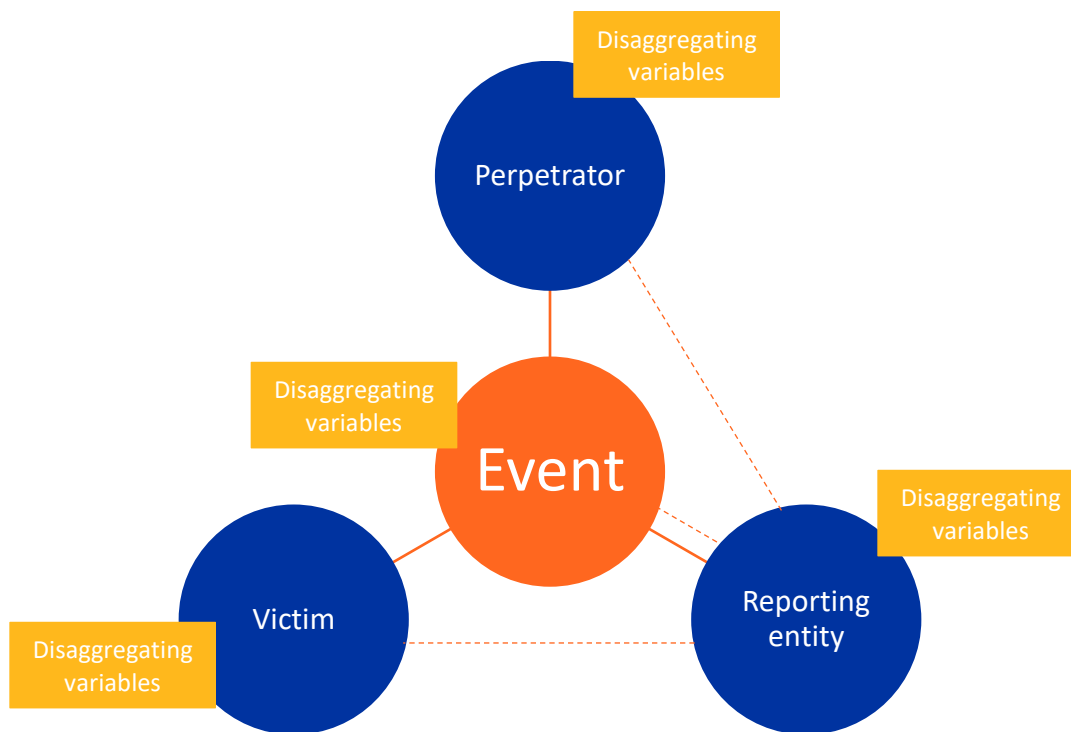 Disaggregating
variables
Perpetrator
Disaggregating
variables
Event
Disaggregating
variables
Reporting
entity
Victim
Disaggregating
variables